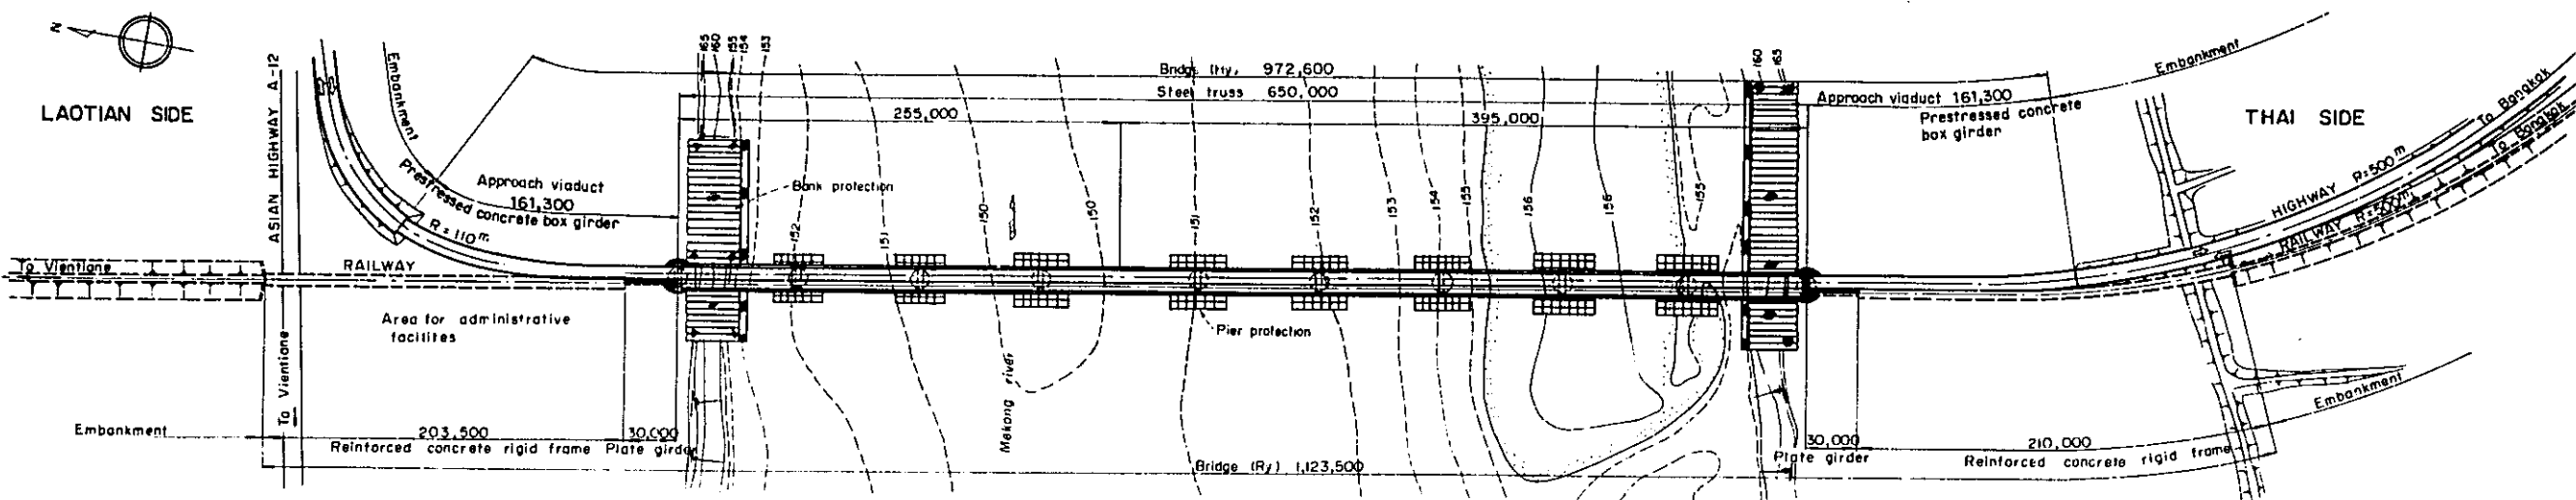 N
LAOTIAN SIDE
ASIAN HIGHWAY A-12
Embankment
165
160
155
154
153
Bridge (Hy) 972,600
Steel truss 650,000
255,000
395,000
160
165
Embankment
Approach viaduct 161,300
Prestressed concrete
box girder
THAI SIDE
To Bangkok
To Bangkok
Approach viaduct
161,300
Prestressed concrete box girder
R=110m
Bank protection
152
151
150
150
151
152
153
154
155
156
156
155
HIGHWAY R=500m
RAILWAY R=500m
To Vientiane
RAILWAY
Area for administrative
facilites
Pier protection
To Vientiane
Mekong river
Embankment
Embankment
203,500
30,000
Reinforced concrete rigid frame
Plate girder
30,000
210,000
Plate girder
Reinforced concrete rigid frame
Bridge (Ry) 1,123,500